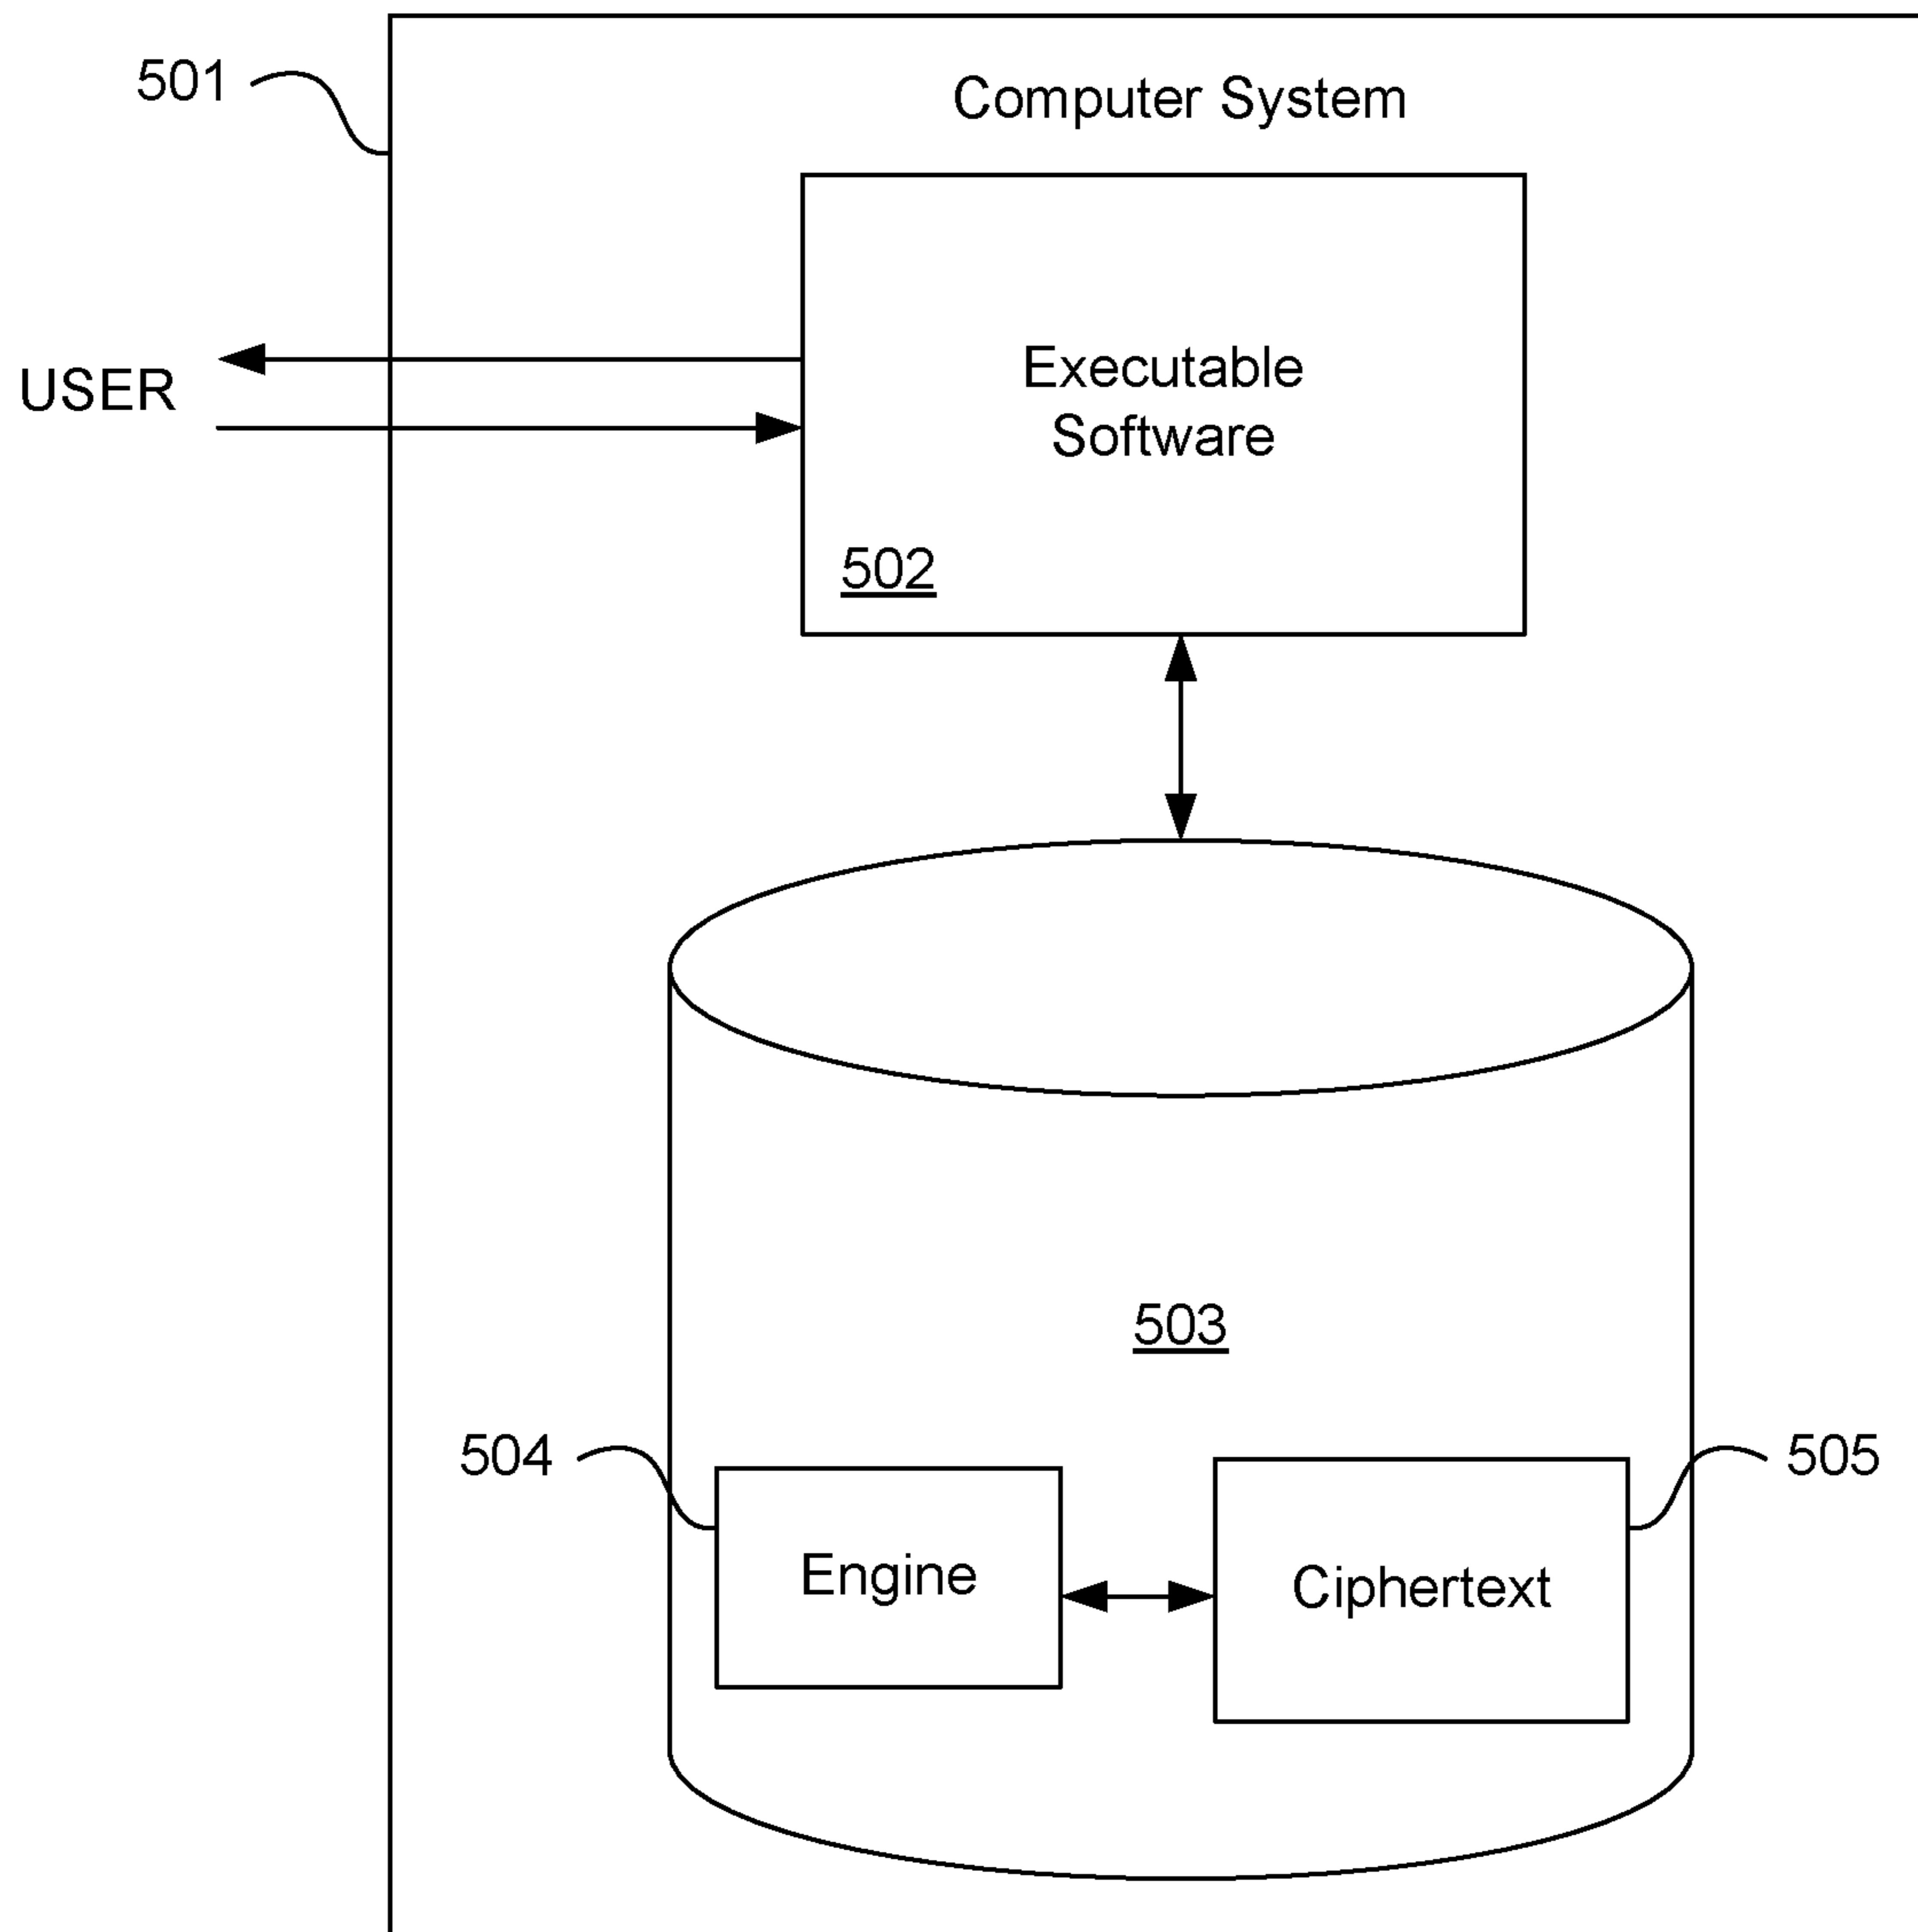 501
Computer System
USER
Executable
Software
502
503
504
505
Engine
Ciphertext